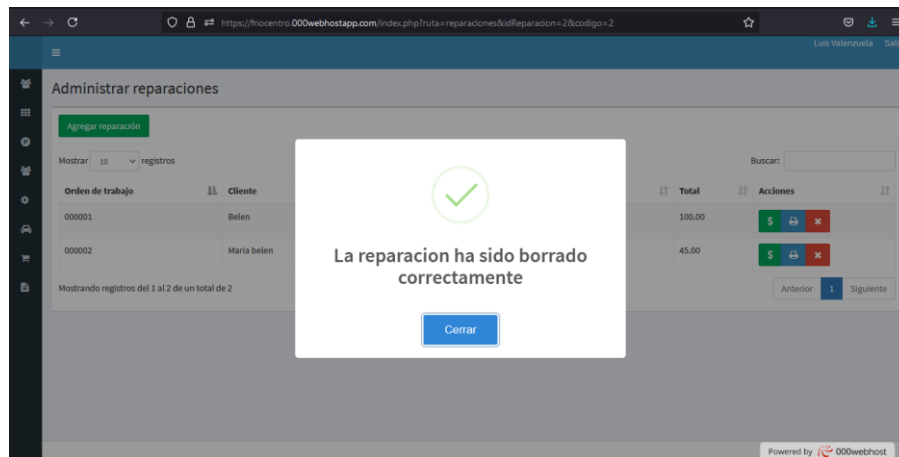 https://friocentro.000webhostapp.com/index.php?ruta=reparaciones&idReparacion=2&codigo=2
Luis Valenzuela Sali
Administrar reparaciones
Agregar reparación
Mostrar 10 registros
Buscar:
Orden de trabajo Cliente Total Acciones
000001 Belen 100.00 $
000002 Maria belen 45.00 $
Mostrando registros del 1 al 2 de un total de 2
Anterior 1 Siguiente
La reparacion ha sido borrado
correctamente
Cerrar
Powered by 000webhost